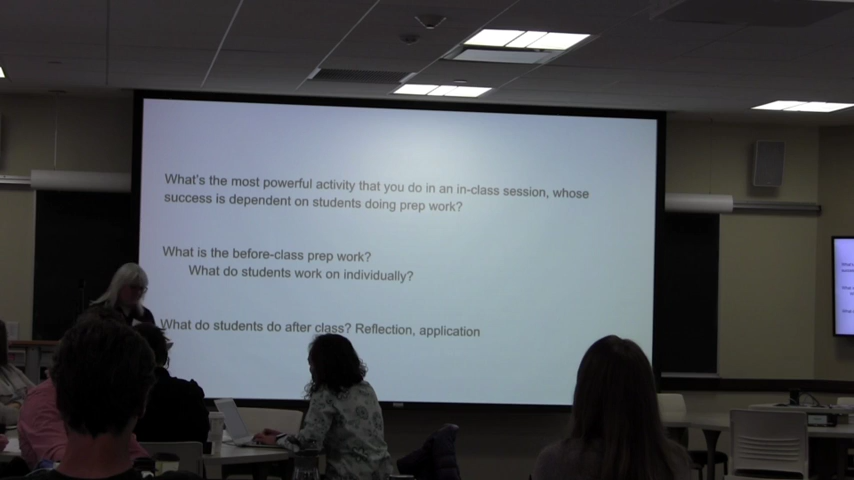 What's the most powerful activity that you do in an in-class session, whose
success is dependent on students doing prep work?
What is the before-class prep work?
What do students work on individually?
What do students do after class? Reflection, application